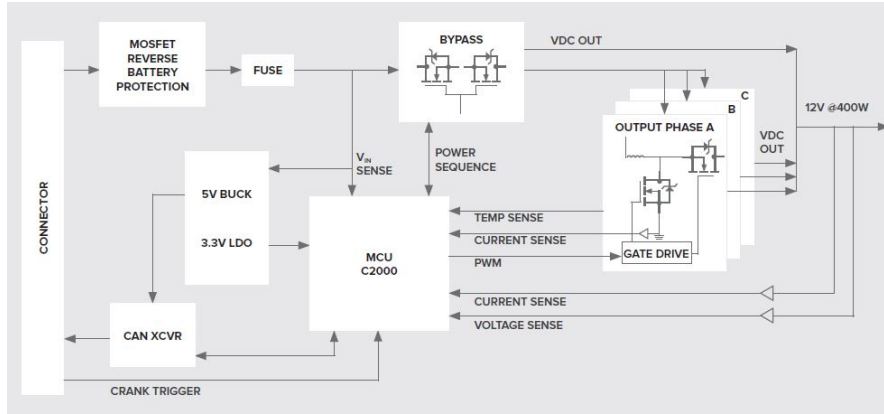 CONNECTOR
MOSFET
REVERSE
BATTERY
PROTECTION
FUSE
BYPASS
VDC OUT
C
B
OUTPUT PHASE A
12V @400W
VDC
OUT
VIN
SENSE
POWER
SEQUENCE
5V BUCK
3.3V LDO
MCU
C2000
TEMP SENSE
CURRENT SENSE
PWM
GATE DRIVE
CURRENT SENSE
VOLTAGE SENSE
CAN XCVR
CRANK TRIGGER